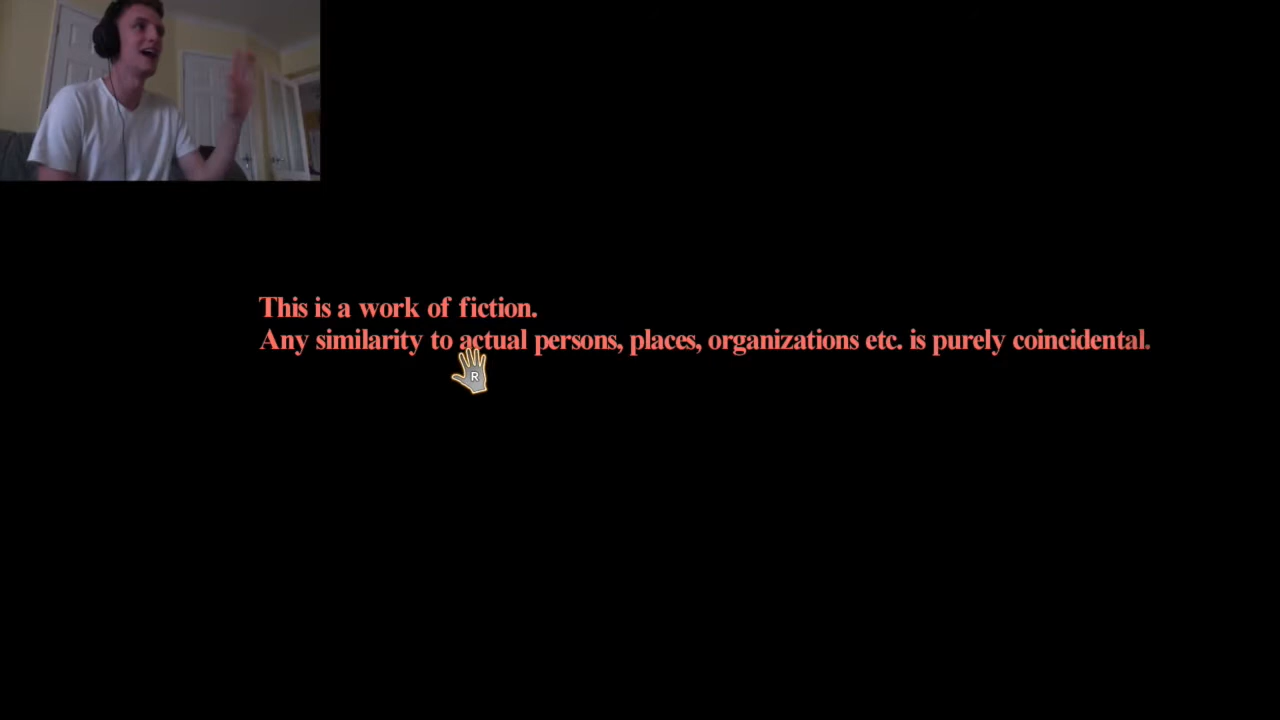 This is a work of fiction.
Any similarity to actual persons, places, organizations etc. is purely coincidental.
R